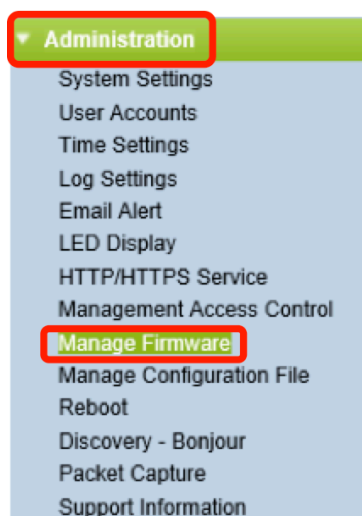 Administration
System Settings
User Accounts
Time Settings
Log Settings
Email Alert
LED Display
HTTP/HTTPS Service
Management Access Control
Manage Firmware
Manage Configuration File
Reboot
Discovery - Bonjour
Packet Capture
Support Information